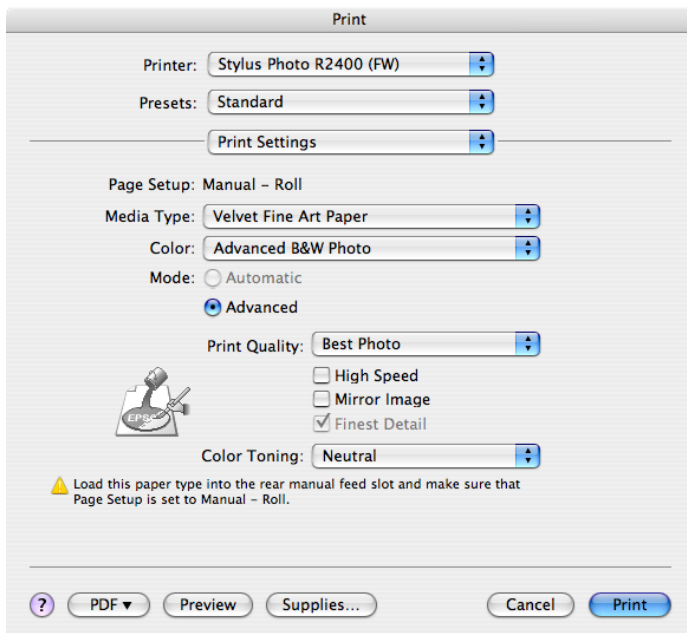 Print
Printer: Stylus Photo R2400 (FW)
Presets: Standard
Print Settings
Page Setup: Manual – Roll
Media Type: Velvet Fine Art Paper
Color: Advanced B&W Photo
Mode: Automatic
Advanced
Print Quality: Best Photo
High Speed
Mirror Image
Finest Detail
EPSO
Color Toning: Neutral
Load this paper type into the rear manual feed slot and make sure that
Page Setup is set to Manual – Roll.
? PDF ▼ Preview Supplies... Cancel Print